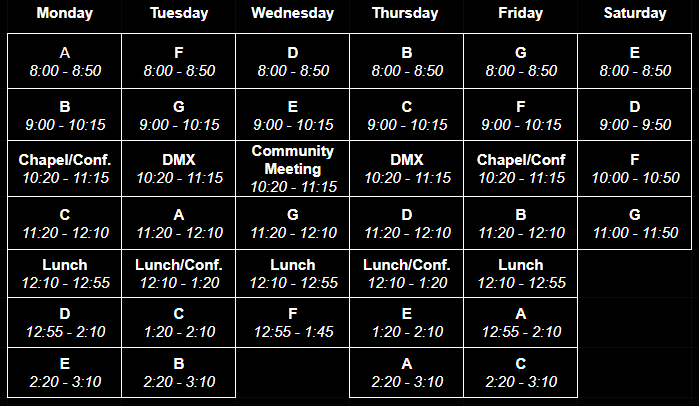 Monday Tuesday Wednesday Thursday Friday Saturday
A F D B G E
8:00 - 8:50 8:00 - 8:50 8:00 - 8:50 8:00 - 8:50 8:00 - 8:50 8:00 - 8:50
B G E C F D
9:00 - 10:15 9:00 - 10:15 9:00 - 10:15 9:00 - 10:15 9:00 - 10:15 9:00 - 9:50
Chapel/Conf. DMX Community Meeting DMX Chapel/Conf F
10:20 - 11:15 10:20 - 11:15 10:20 - 11:15 10:20 - 11:15 10:20 - 11:15 10:00 - 10:50
C A G D B G
11:20 - 12:10 11:20 - 12:10 11:20 - 12:10 11:20 - 12:10 11:20 - 12:10 11:00 - 11:50
Lunch Lunch/Conf. Lunch Lunch/Conf. Lunch
12:10 - 12:55 12:10 - 1:20 12:10 - 12:55 12:10 - 1:20 12:10 - 12:55
D C F E A
12:55 - 2:10 1:20 - 2:10 12:55 - 1:45 1:20 - 2:10 12:55 - 2:10
E B A C
2:20 - 3:10 2:20 - 3:10 2:20 - 3:10 2:20 - 3:10